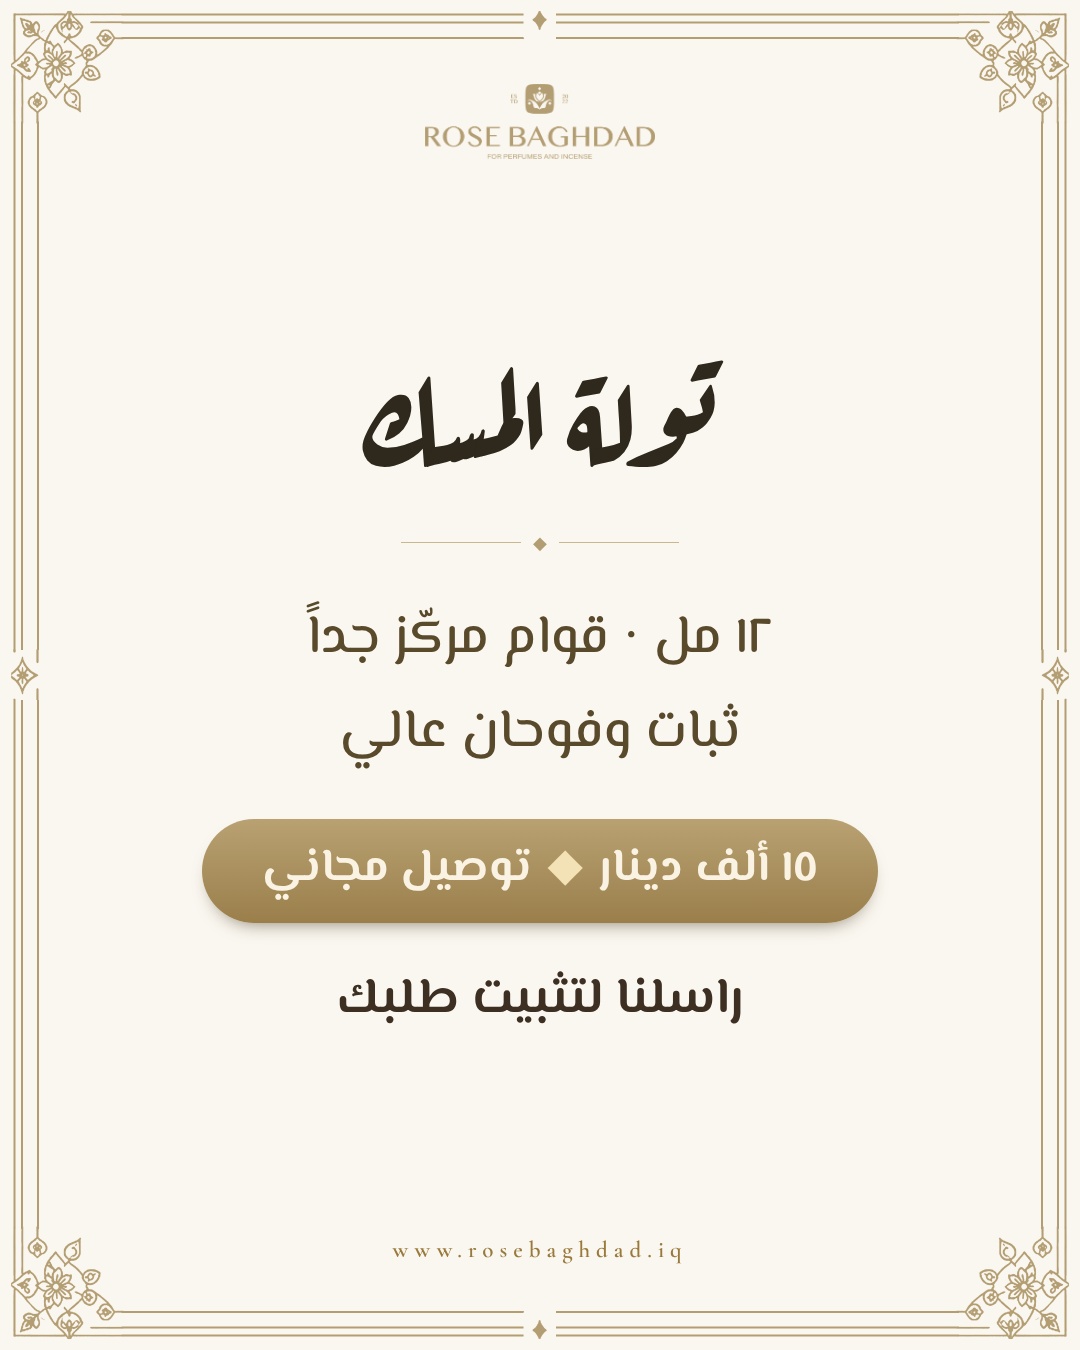 ROSE BAGHDAD
FOR PERFUMES AND INCENSE
تولة المسك
١٢ مل · قوام مركّز جداً
ثبات وفوحان عالي
١٥ ألف دينار ◆ توصيل مجاني
راسلنا لتثبيت طلبك
www.rosebaghdad.iq